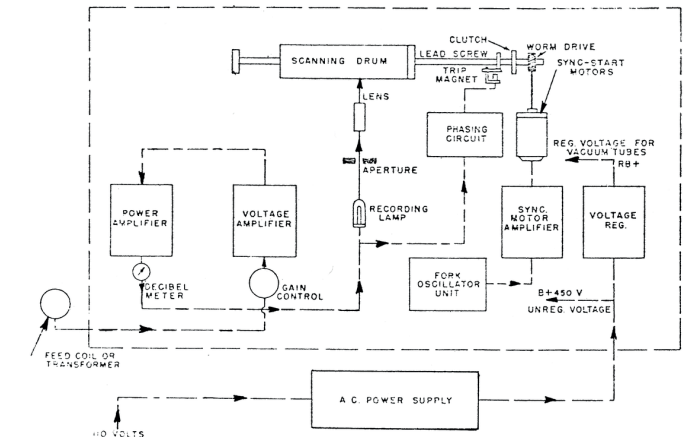 CLUTCH
LEAD SCREW
WORM DRIVE
SCANNING DRUM
TRIP
MAGNET
SYNC-START
MOTORS
LENS
PHASING
CIRCUIT
REG. VOLTAGE FOR
VACUUM TUBES
RB+
APERTURE
POWER
AMPLIFIER
VOLTAGE
AMPLIFIER
RECORDING
LAMP
SYNC.
MOTOR
AMPLIFIER
VOLTAGE
REG.
DECIBEL
METER
GAIN
CONTROL
FORK
OSCILLATOR
UNIT
B+450 V
UNREG. VOLTAGE
FEED COIL OR
TRANSFORMER
A.C. POWER SUPPLY
110 VOLTS